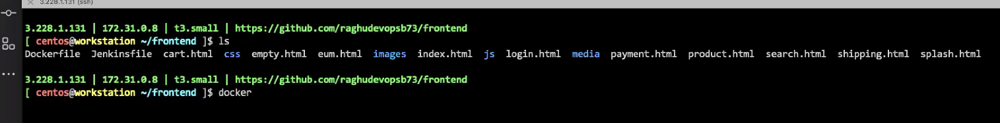 3.228.1.131 (ssh)
3.228.1.131 | 172.31.0.8 | t3.small | https://github.com/raghudevopsb73/frontend
[ centos@workstation ~/frontend ]$ ls
Dockerfile Jenkinsfile cart.html css empty.html eum.html images index.html js login.html media payment.html product.html search.html shipping.html splash.html
3.228.1.131 | 172.31.0.8 | t3.small | https://github.com/raghudevopsb73/frontend
[ centos@workstation ~/frontend ]$ docker